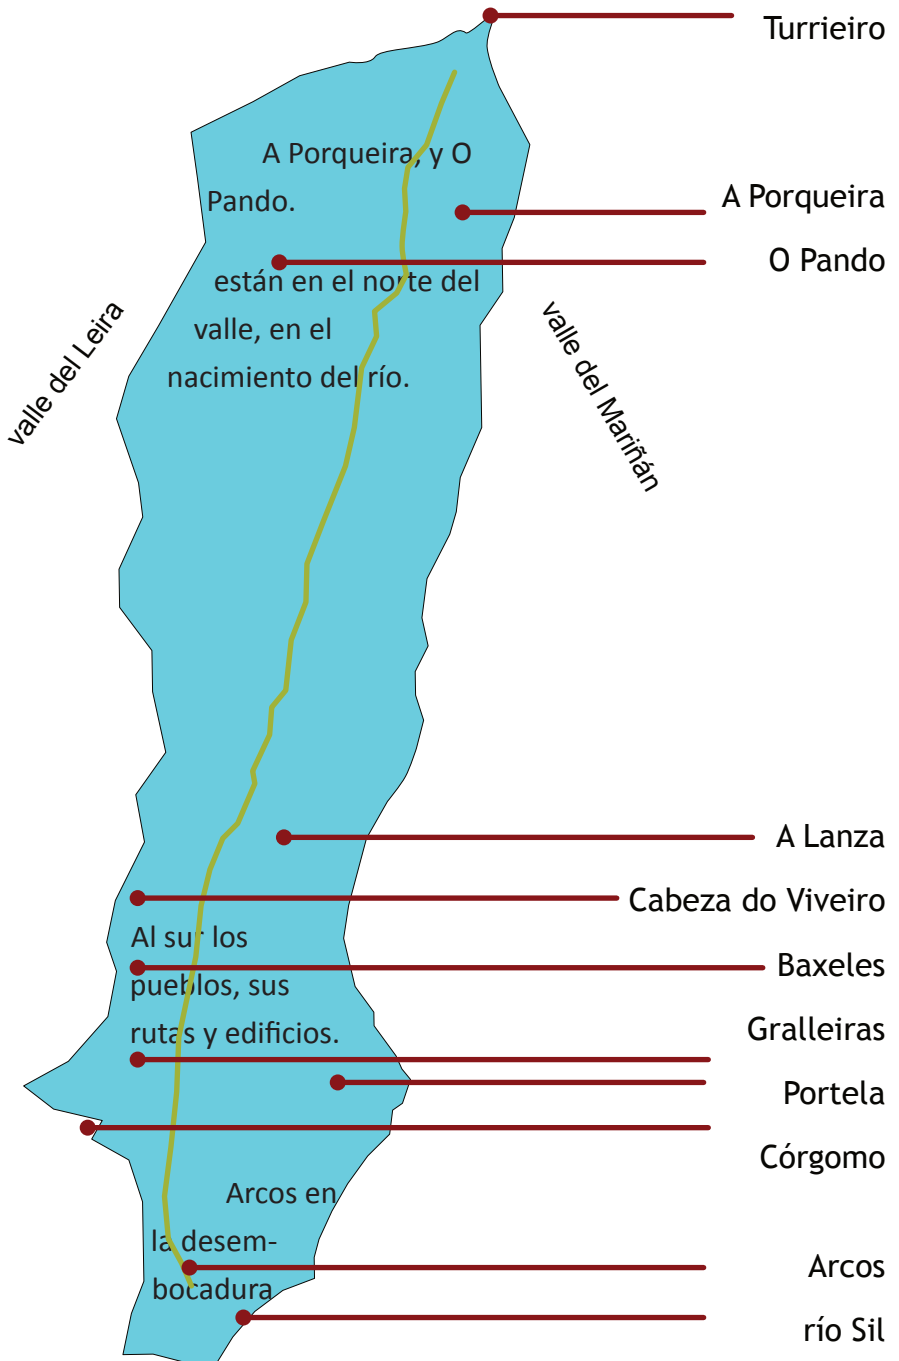 Turrieiro
A Porqueira, y O
Pando.
A Porqueira
O Pando
están en el norte del
valle, en el
nacimiento del río.
valle del Leira
valle del Mariñán
A Lanza
Cabeza do Viveiro
Al sur los
pueblos, sus
rutas y edificios.
Baxeles
Gralleiras
Portela
Córgomo
Arcos en
la desem-
bocadura
Arcos
río Sil